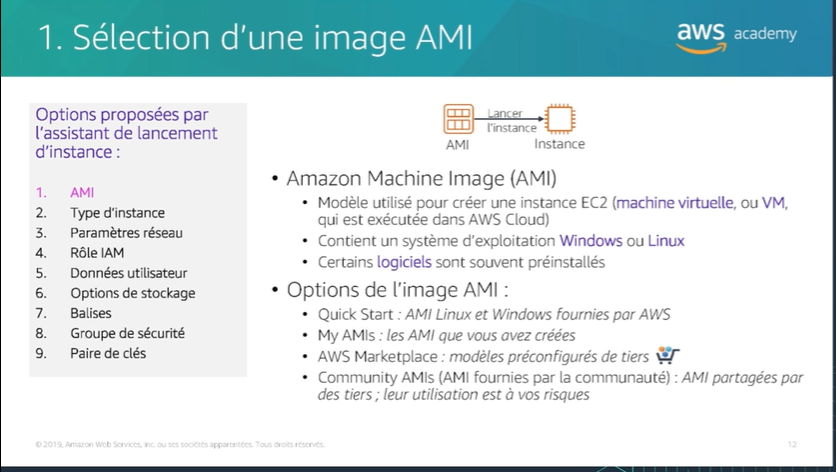 1. Sélection d'une image AMI
aws academy
Options proposées par
l'assistant de lancement
d'instance :
1. AMI
2. Type d'instance
3. Paramètres réseau
4. Rôle IAM
5. Données utilisateur
6. Options de stockage
7. Balises
8. Groupe de sécurité
9. Paire de clés
Lancer
l'instance
AMI
Instance
• Amazon Machine Image (AMI)
• Modèle utilisé pour créer une instance EC2 (machine virtuelle, ou VM,
qui est exécutée dans AWS Cloud)
• Contient un système d'exploitation Windows ou Linux
• Certains logiciels sont souvent préinstallés
• Options de l'image AMI :
• Quick Start : AMI Linux et Windows fournies par AWS
• My AMIs : les AMI que vous avez créées
• AWS Marketplace : modèles préconfigurés de tiers
• Community AMIs (AMI fournies par la communauté) : AMI partagées par
des tiers ; leur utilisation est à vos risques
© 2019, Amazon Web Services, Inc. ou ses sociétés apparentées. Tous droits réservés.
12